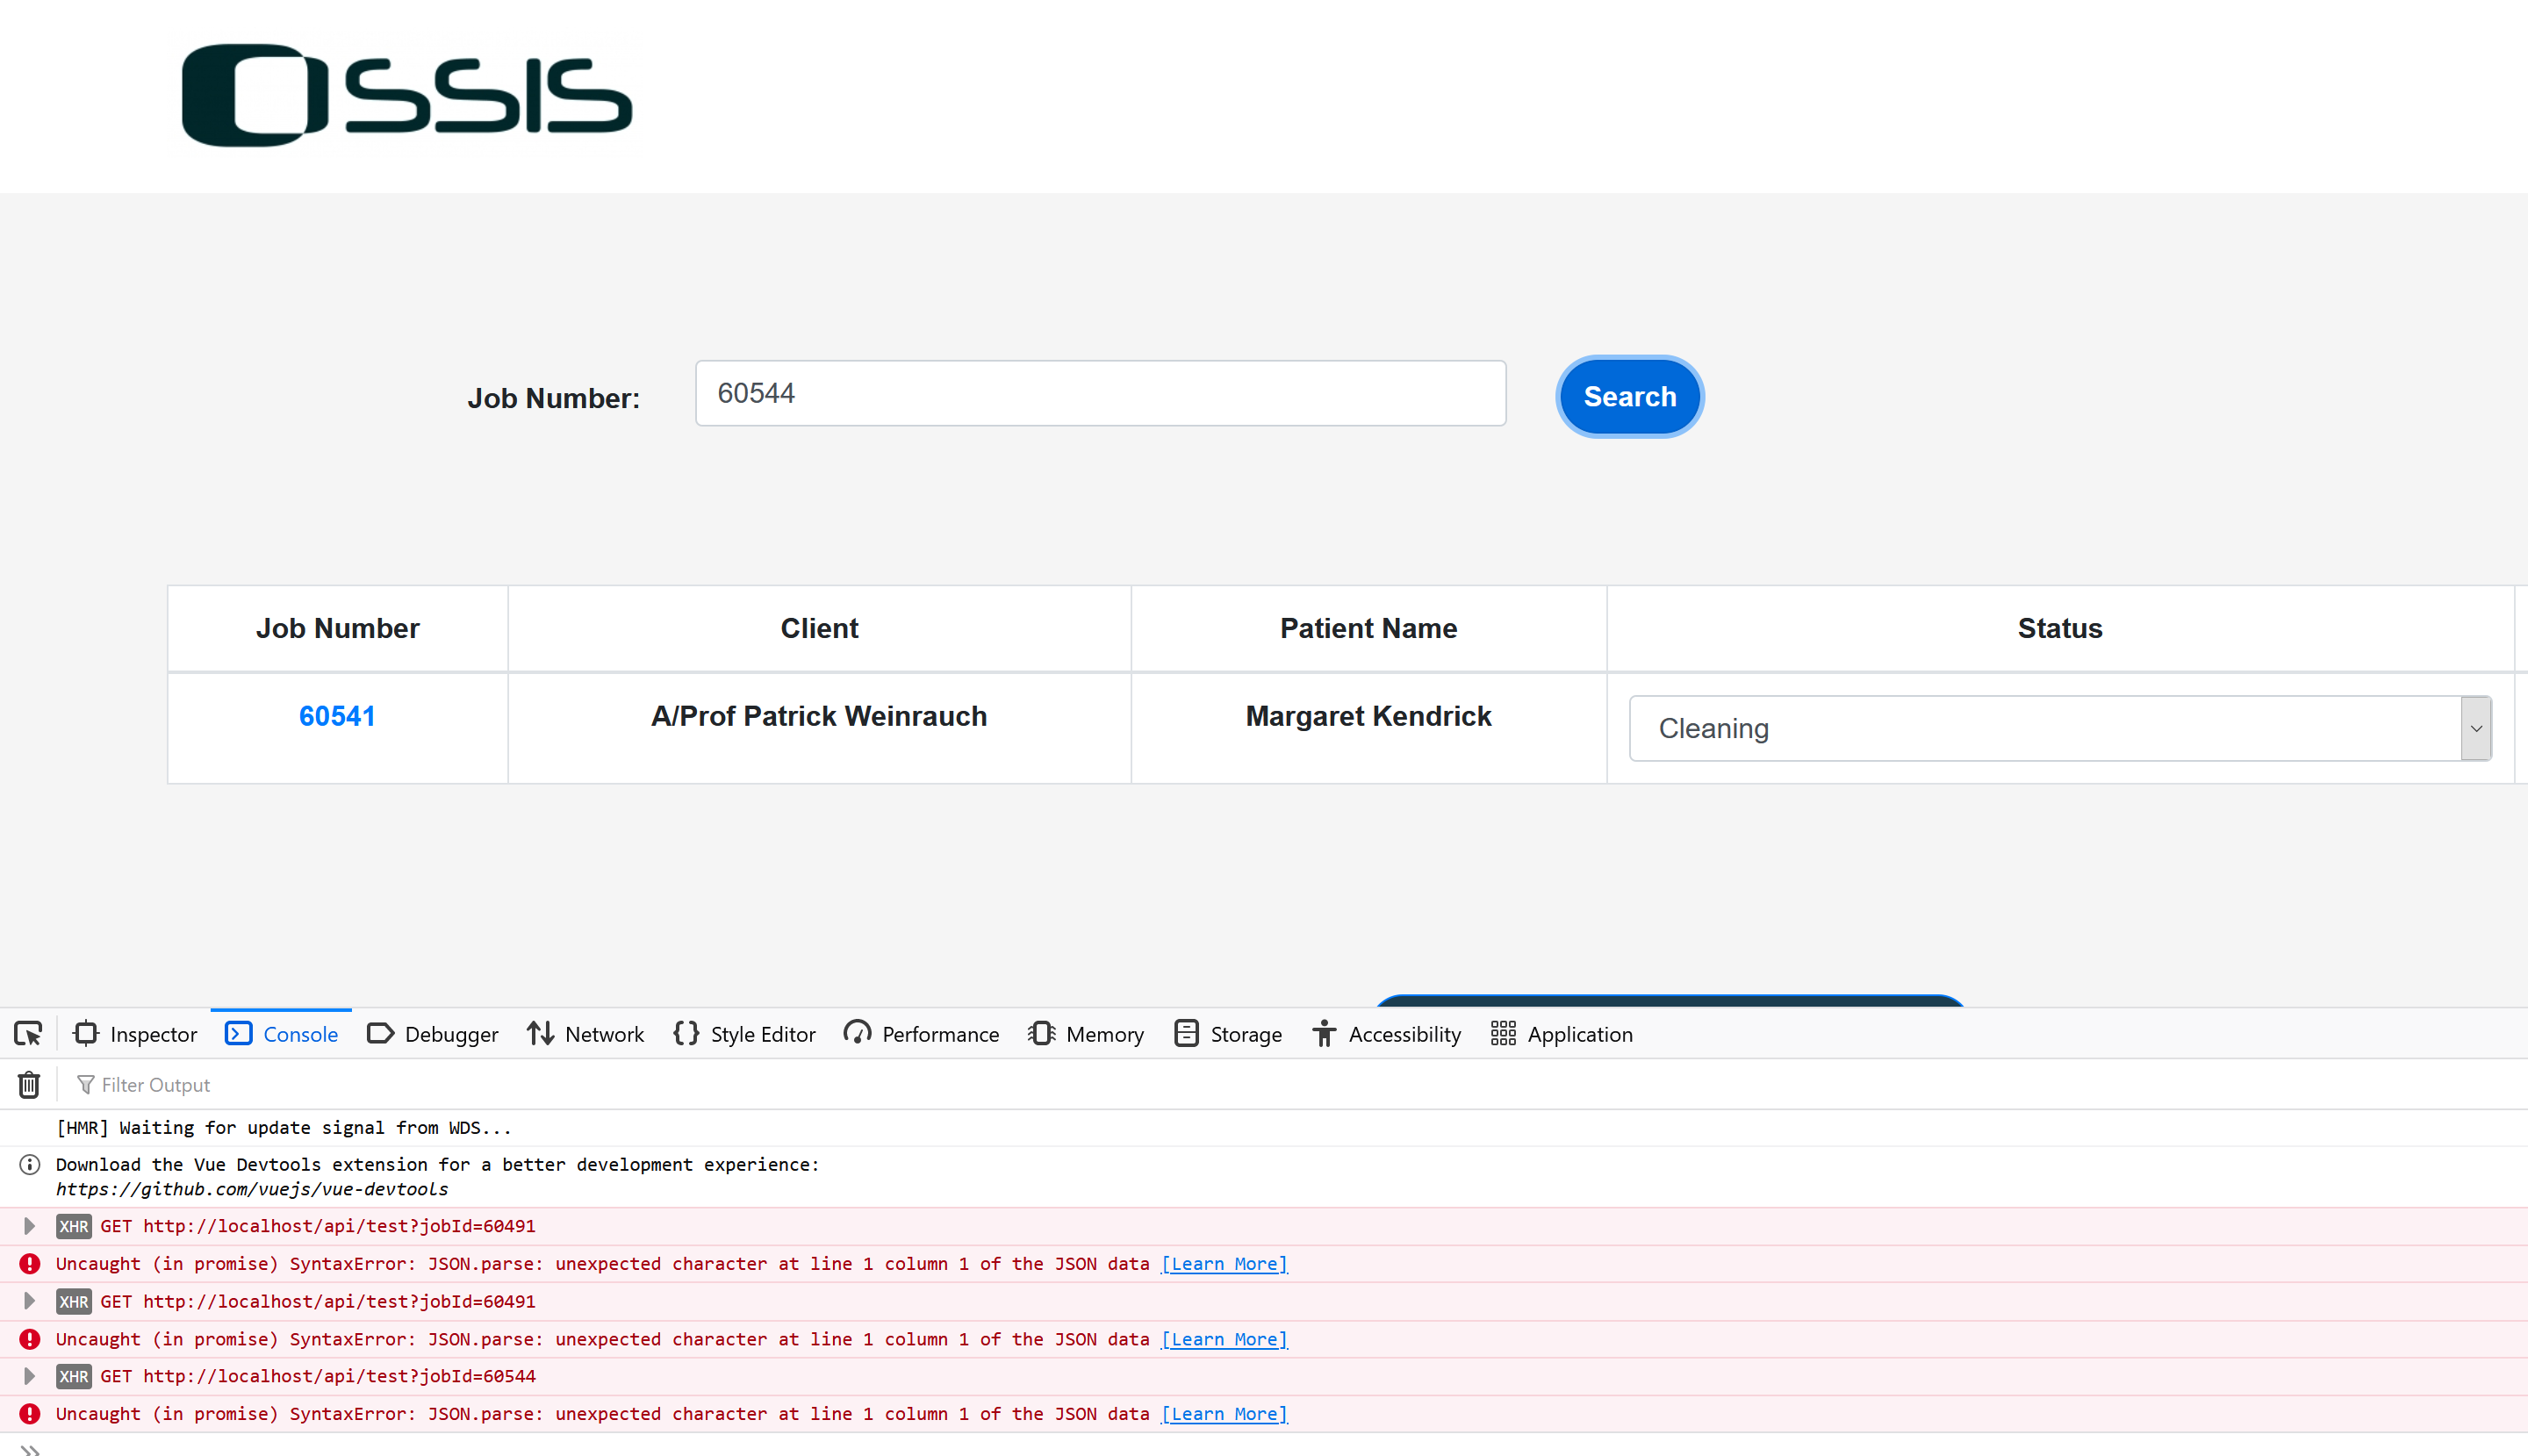 OSSIS
Job Number:
60544
Search
Job Number Client Patient Name Status
60541 A/Prof Patrick Weinrauch Margaret Kendrick Cleaning
Inspector Console Debugger Network Style Editor Performance Memory Storage Accessibility Application
Filter Output
[HMR] Waiting for update signal from WDS...
Download the Vue Devtools extension for a better development experience:
https://github.com/vuejs/vue-devtools
XHR GET http://localhost/api/test?jobId=60491
Uncaught (in promise) SyntaxError: JSON.parse: unexpected character at line 1 column 1 of the JSON data [Learn More]
XHR GET http://localhost/api/test?jobId=60491
Uncaught (in promise) SyntaxError: JSON.parse: unexpected character at line 1 column 1 of the JSON data [Learn More]
XHR GET http://localhost/api/test?jobId=60544
Uncaught (in promise) SyntaxError: JSON.parse: unexpected character at line 1 column 1 of the JSON data [Learn More]